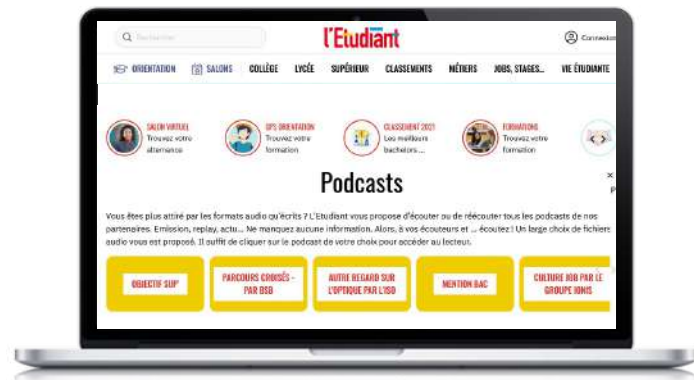 Rechercher
l'Etudiant
Connexion
ORIENTATION SALONS COLLÈGE LYCÉE SUPÉRIEUR CLASSEMENTS MÉTIERS JOBS, STAGES... VIE ÉTUDIANTE
SALON VIRTUEL
Trouvez votre
alternance
GPS ORIENTATION
Trouvez votre
formation
CLASSEMENT 2021
Les meilleurs
bachelors ...
FORMATIONS
Trouvez votre
formation
Podcasts
Vous êtes plus attiré par les formats audio qu'écrits ? L'Etudiant vous propose d'écouter ou de réécouter tous les podcasts de nos
partenaires. Emission, replay, actu... Ne manquez aucune information. Alors, à vos écouteurs et ... écoutez ! Un large choix de fichiers
audio vous est proposé. Il suffit de cliquer sur le podcast de votre choix pour accéder au lecteur.
OBJECTIF SUP'
PARCOURS CROISÉS -
PAR BSB
AUTRE REGARD SUR
L'OPTIQUE PAR L'ISO
MENTION BAC
CULTURE JOB PAR LE
GROUPE IONIS